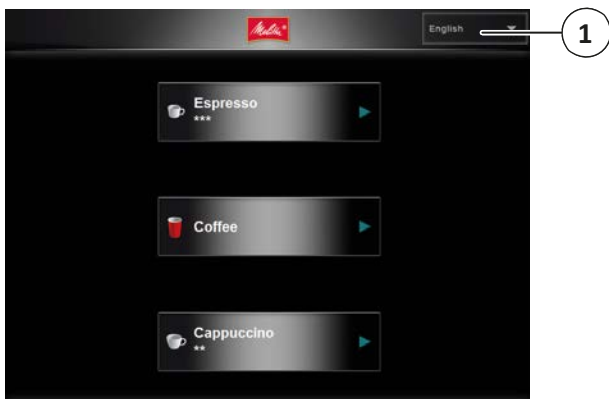 Melitta®
English
1
Espresso
***
Coffee
Cappuccino
**